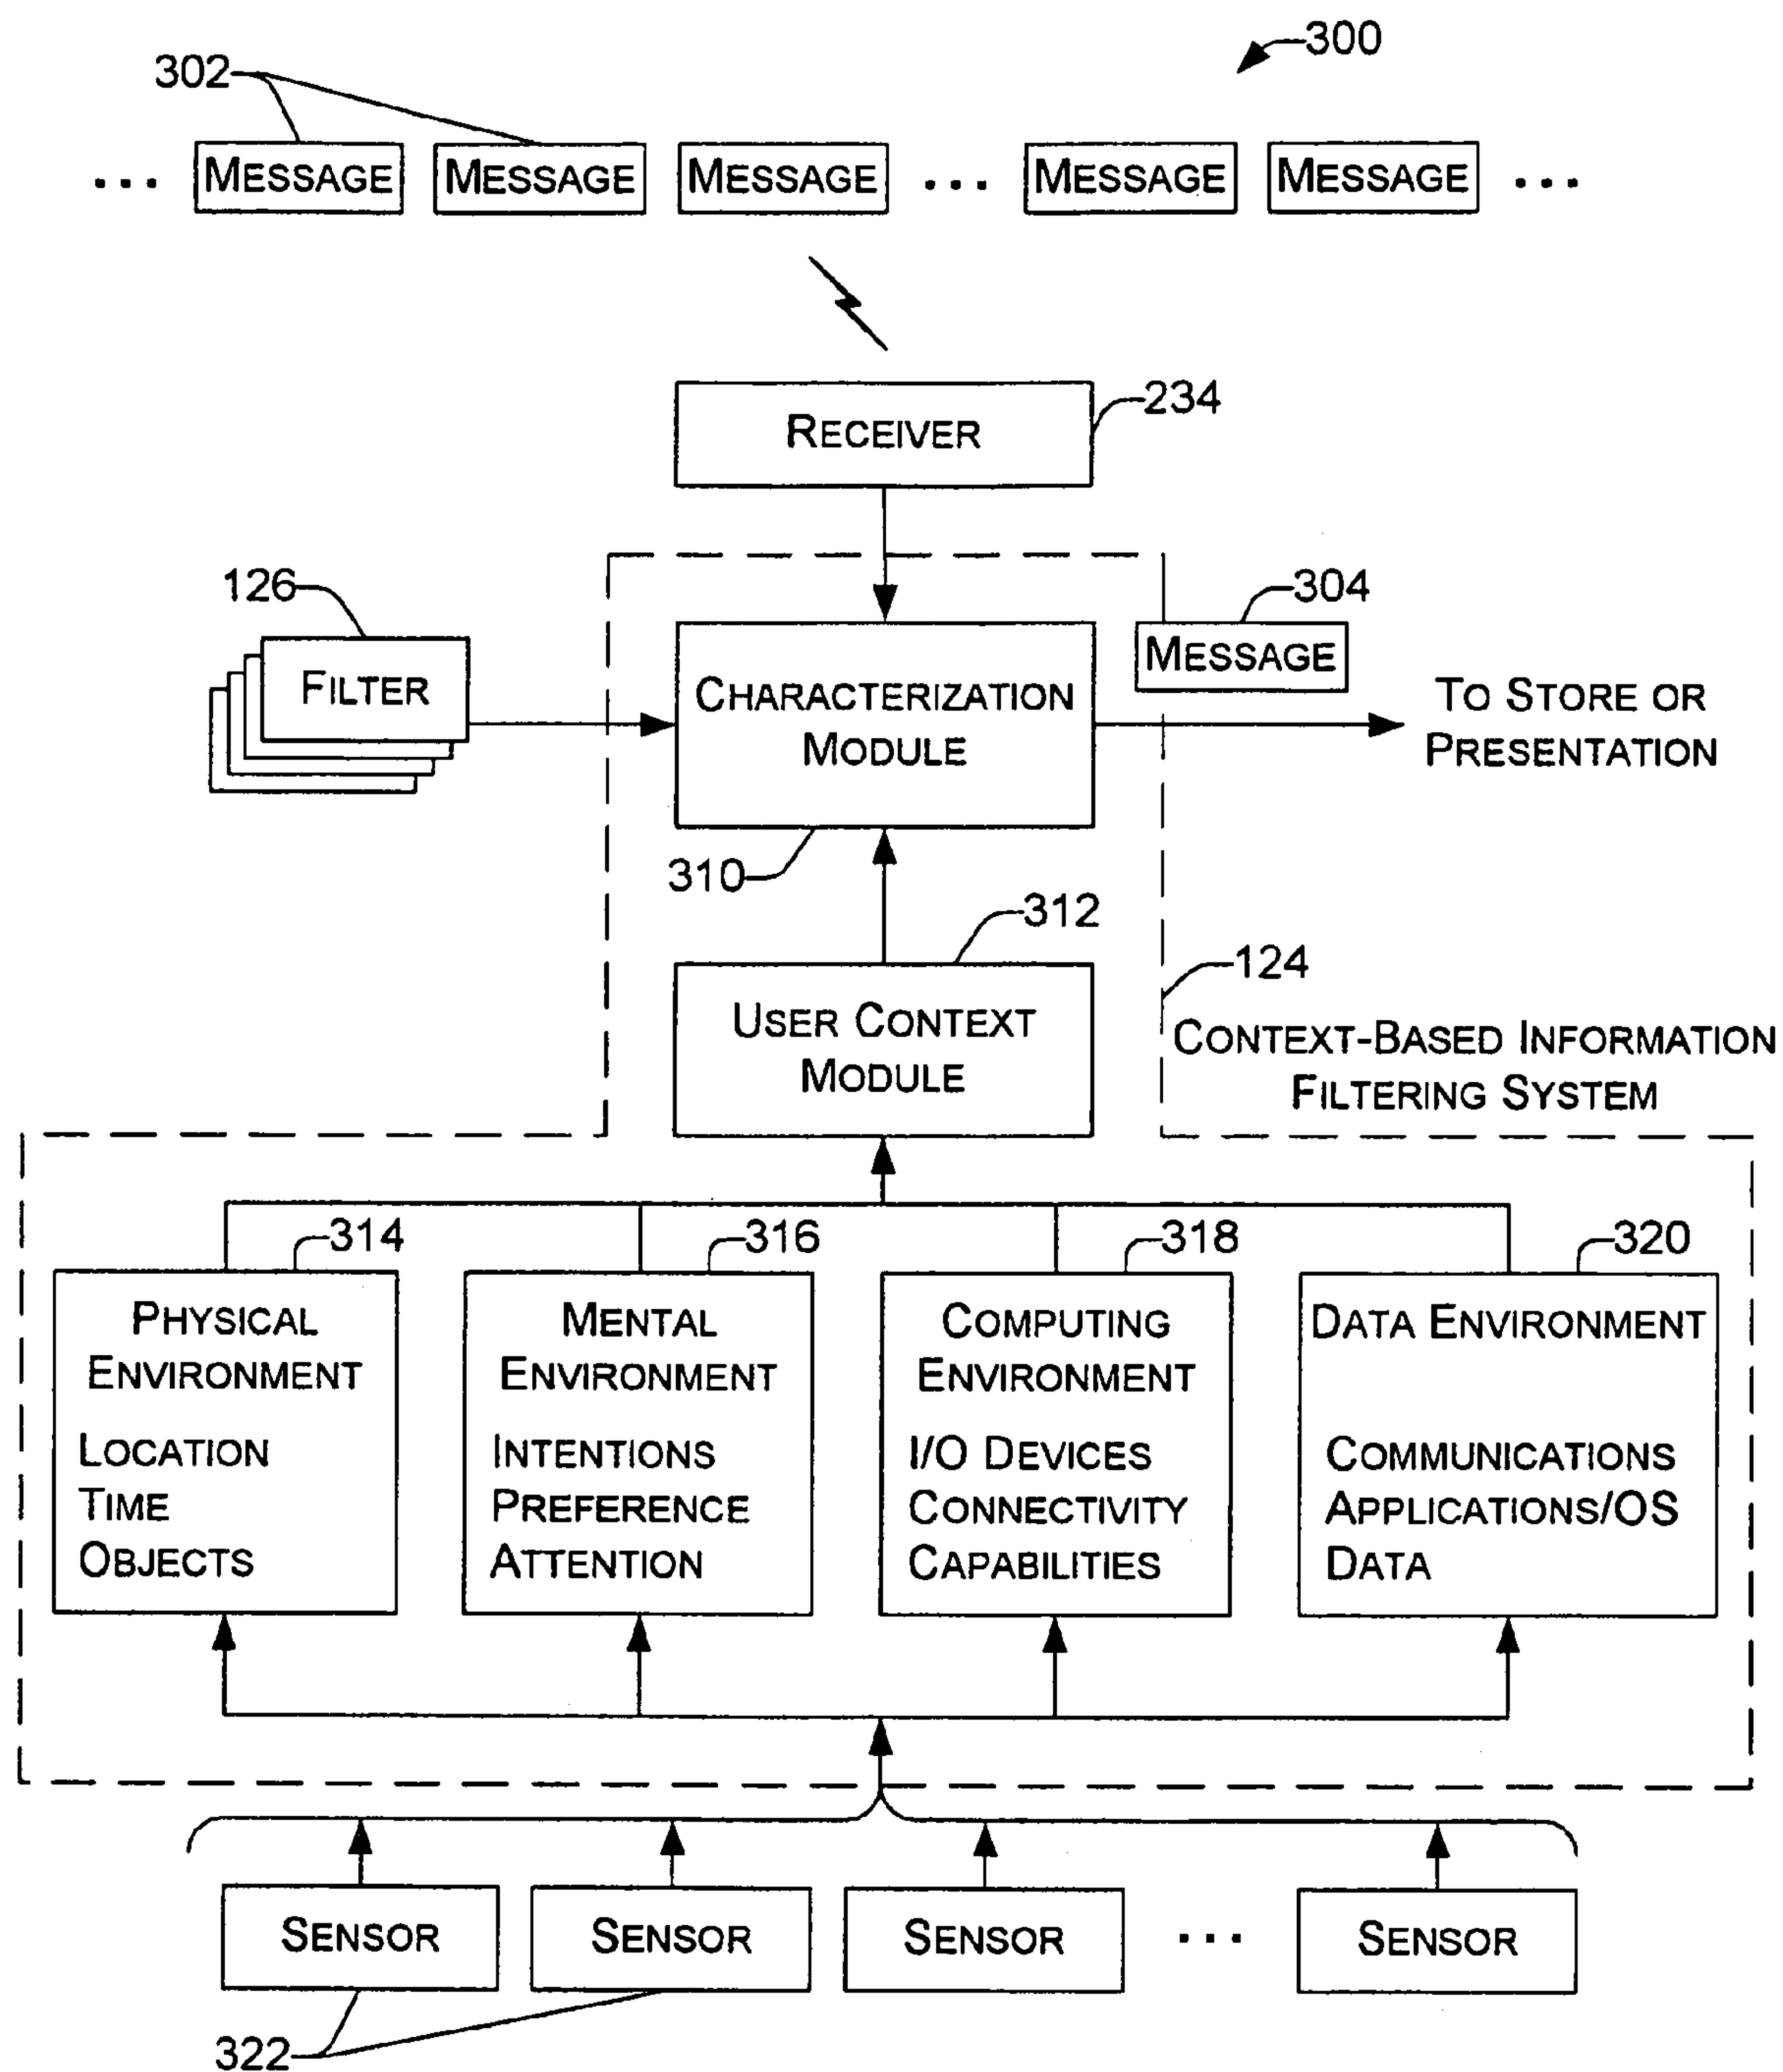 300
302
... MESSAGE MESSAGE MESSAGE ... MESSAGE MESSAGE ...
RECEIVER
234
126
FILTER
304
MESSAGE
CHARACTERIZATION
MODULE
TO STORE OR
PRESENTATION
310
312
USER CONTEXT
MODULE
124
CONTEXT-BASED INFORMATION
FILTERING SYSTEM
314
PHYSICAL
ENVIRONMENT
LOCATION
TIME
OBJECTS
316
MENTAL
ENVIRONMENT
INTENTIONS
PREFERENCE
ATTENTION
318
COMPUTING
ENVIRONMENT
I/O DEVICES
CONNECTIVITY
CAPABILITIES
320
DATA ENVIRONMENT
COMMUNICATIONS
APPLICATIONS/OS
DATA
SENSOR SENSOR SENSOR ... SENSOR
322